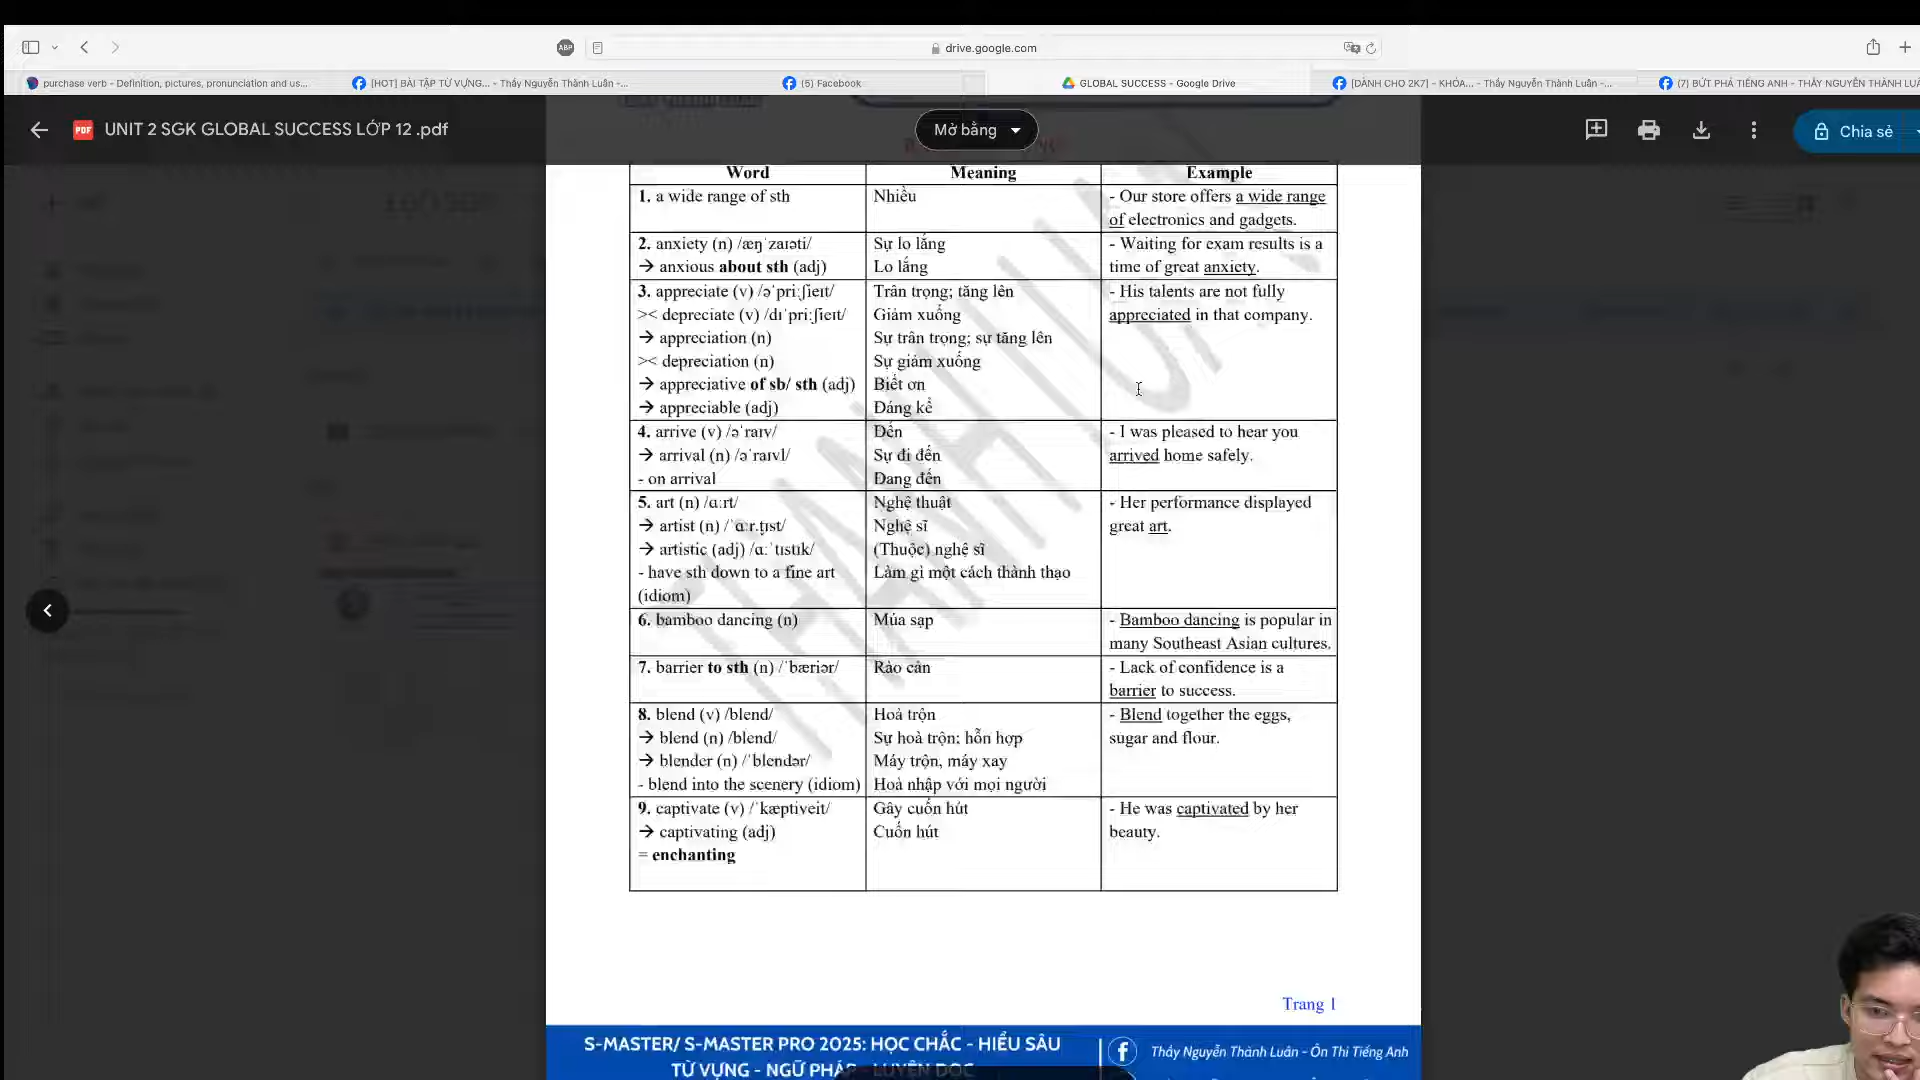 drive.google.com
purchase verb - Definition, pictures, pronunciation and us...
[HOT] BÀI TẬP TỪ VỰNG... - Thầy Nguyễn Thành Luân -...
(5) Facebook
GLOBAL SUCCESS - Google Drive
[DÀNH CHO 2K7] - KHÓA... - Thầy Nguyễn Thành Luân -...
(7) BỨT PHÁ TIẾNG ANH - THẦY NGUYỄN THÀNH LUÂ
PDF UNIT 2 SGK GLOBAL SUCCESS LỚP 12 .pdf
Mở bằng
Chia sẻ
Word Meaning Example
1. a wide range of sth Nhiều - Our store offers a wide range
of electronics and gadgets.
2. anxiety (n) /æŋˈzaɪəti/ Sự lo lắng - Waiting for exam results is a
→ anxious about sth (adj) Lo lắng time of great anxiety.
3. appreciate (v) /əˈpriːʃieɪt/ Trân trọng; tăng lên - His talents are not fully
>< depreciate (v) /dɪˈpriːʃieɪt/ Giảm xuống appreciated in that company.
→ appreciation (n) Sự trân trọng; sự tăng lên
>< depreciation (n) Sự giảm xuống
→ appreciative of sb/ sth (adj) Biết ơn
→ appreciable (adj) Đáng kể
4. arrive (v) /əˈraɪv/ Đến - I was pleased to hear you
→ arrival (n) /əˈraɪvl/ Sự đi đến arrived home safely.
- on arrival Đang đến
5. art (n) /ɑːrt/ Nghệ thuật - Her performance displayed
→ artist (n) /ˈɑːr.t̬ɪst/ Nghệ sĩ great art.
→ artistic (adj) /ɑːˈtɪstɪk/ (Thuộc) nghệ sĩ
- have sth down to a fine art Làm gì một cách thành thạo
(idiom)
6. bamboo dancing (n) Múa sạp - Bamboo dancing is popular in
many Southeast Asian cultures.
7. barrier to sth (n) /ˈbæriər/ Rào cản - Lack of confidence is a
barrier to success.
8. blend (v) /blend/ Hoà trộn - Blend together the eggs,
→ blend (n) /blend/ Sự hoà trộn; hỗn hợp sugar and flour.
→ blender (n) /ˈblendər/ Máy trộn, máy xay
- blend into the scenery (idiom) Hoà nhập với mọi người
9. captivate (v) /ˈkæptiveit/ Gây cuốn hút - He was captivated by her
→ captivating (adj) Cuốn hút beauty.
= enchanting
Trang 1
S-MASTER/ S-MASTER PRO 2025: HỌC CHẮC - HIỂU SÂU
TỪ VỰNG - NGỮ PHÁP - LUYỆN ĐỌC
Thầy Nguyễn Thành Luân - Ôn Thi Tiếng Anh
THÀNH LUÂ
ABP